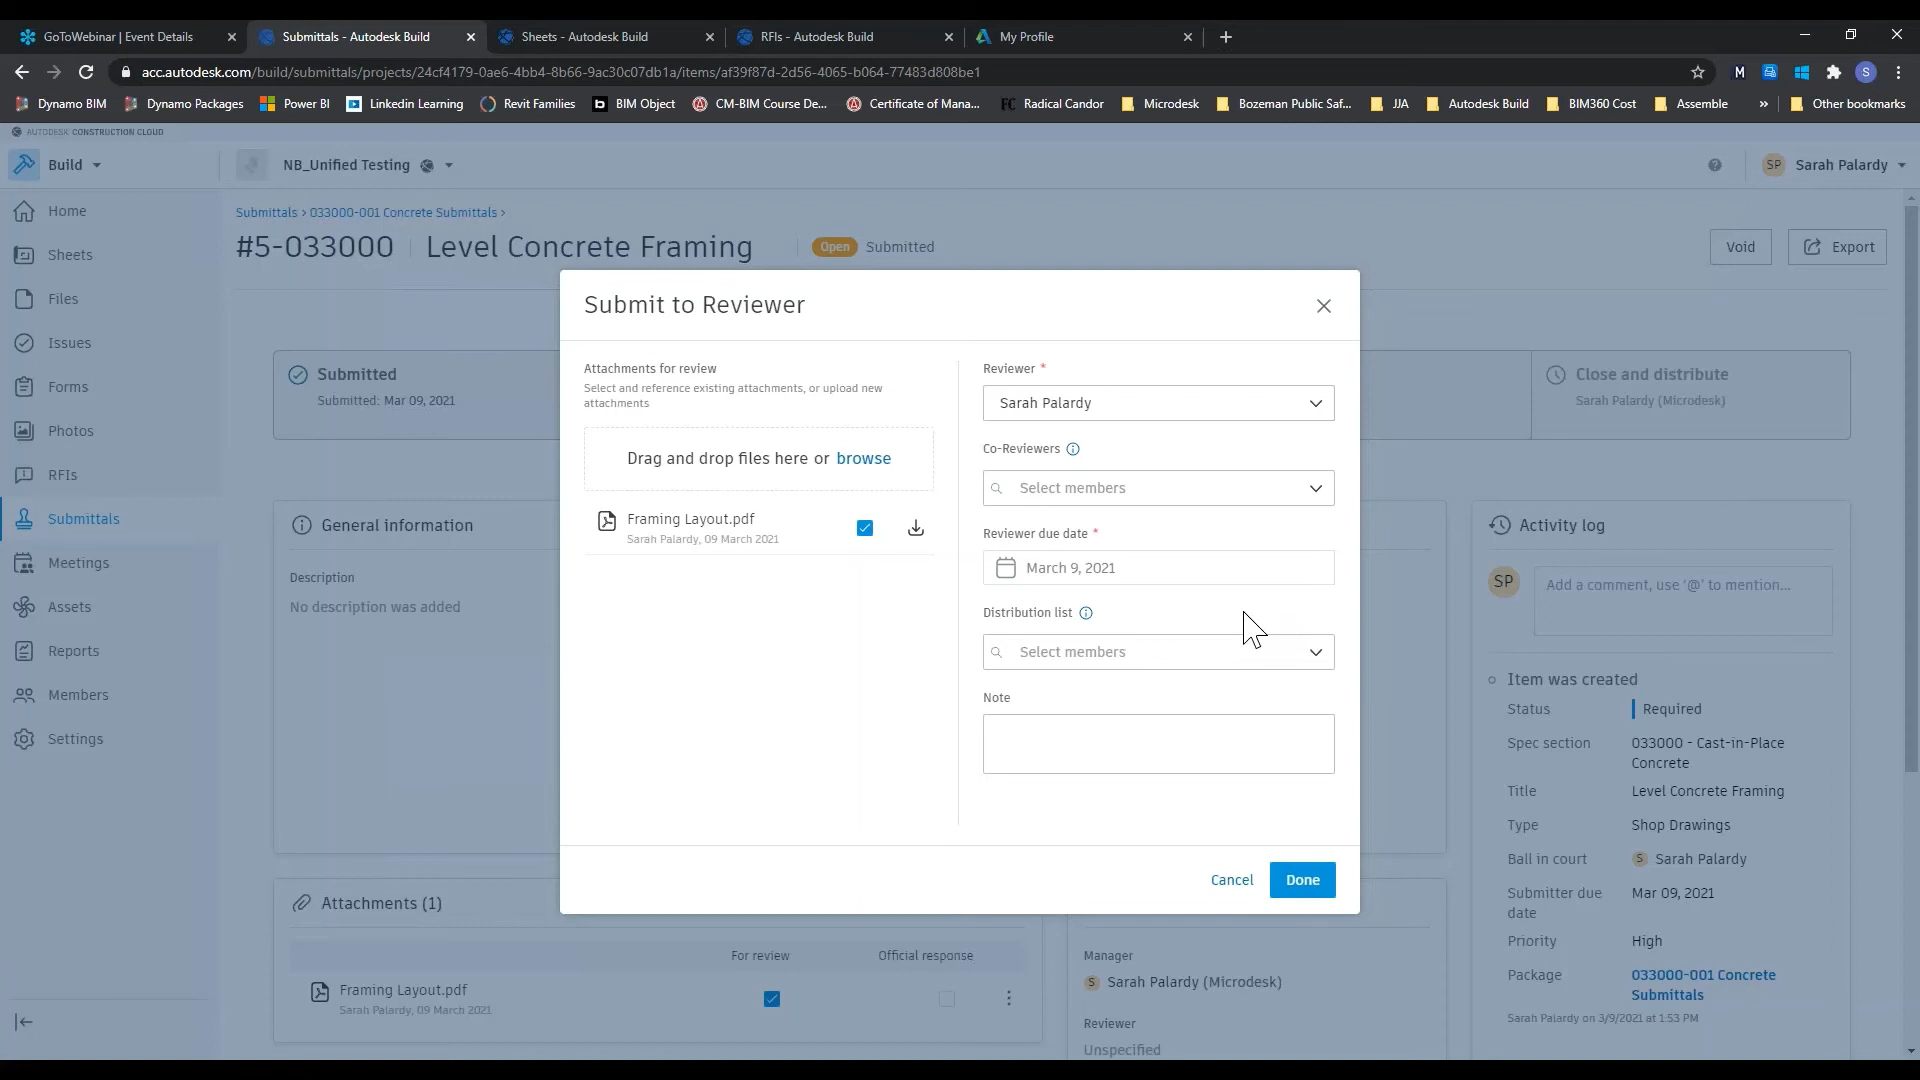 GoToWebinar | Event Details
Submittals - Autodesk Build
Sheets - Autodesk Build
RFIs - Autodesk Build
My Profile
acc.autodesk.com/build/submittals/projects/24cf4179-0ae6-4bb4-8b66-9ac30c07db1a/items/af39f87d-2d56-4065-b064-77483d808be1
M
S
Dynamo BIM
Dynamo Packages
Power BI
Linkedin Learning
Revit Families
b
BIM Object
CM-BIM Course De...
Certificate of Mana...
FC
Radical Candor
Microdesk
Bozeman Public Saf...
JJA
Autodesk Build
BIM360 Cost
Assemble
»
Other bookmarks
AUTODESK CONSTRUCTION CLOUD
Build
NB_Unified Testing
SP
Sarah Palardy
Home
Sheets
Files
Issues
Forms
Photos
RFIs
Submittals
Meetings
Assets
Reports
Members
Settings
Submittals > 033000-001 Concrete Submittals >
#5-033000 | Level Concrete Framing
Open
Submitted
Void
Export
Submitted
Submitted: Mar 09, 2021
Close and distribute
Sarah Palardy (Microdesk)
General information
Description
No description was added
Attachments (1)
For review
Official response
Framing Layout.pdf
Sarah Palardy, 09 March 2021
Submit to Reviewer
Attachments for review
Select and reference existing attachments, or upload new
attachments
Drag and drop files here or browse
Framing Layout.pdf
Sarah Palardy, 09 March 2021
Reviewer *
Sarah Palardy
Co-Reviewers
Select members
Reviewer due date *
March 9, 2021
Distribution list
Select members
Note
Cancel
Done
Manager
S
Sarah Palardy (Microdesk)
Reviewer
Unspecified
Activity log
SP
Add a comment, use '@' to mention...
Item was created
Status
Required
Spec section
033000 - Cast-in-Place
Concrete
Title
Level Concrete Framing
Type
Shop Drawings
Ball in court
S
Sarah Palardy
Submitter due
date
Mar 09, 2021
Priority
High
Package
033000-001 Concrete
Submittals
Sarah Palardy on 3/9/2021 at 1:53 PM